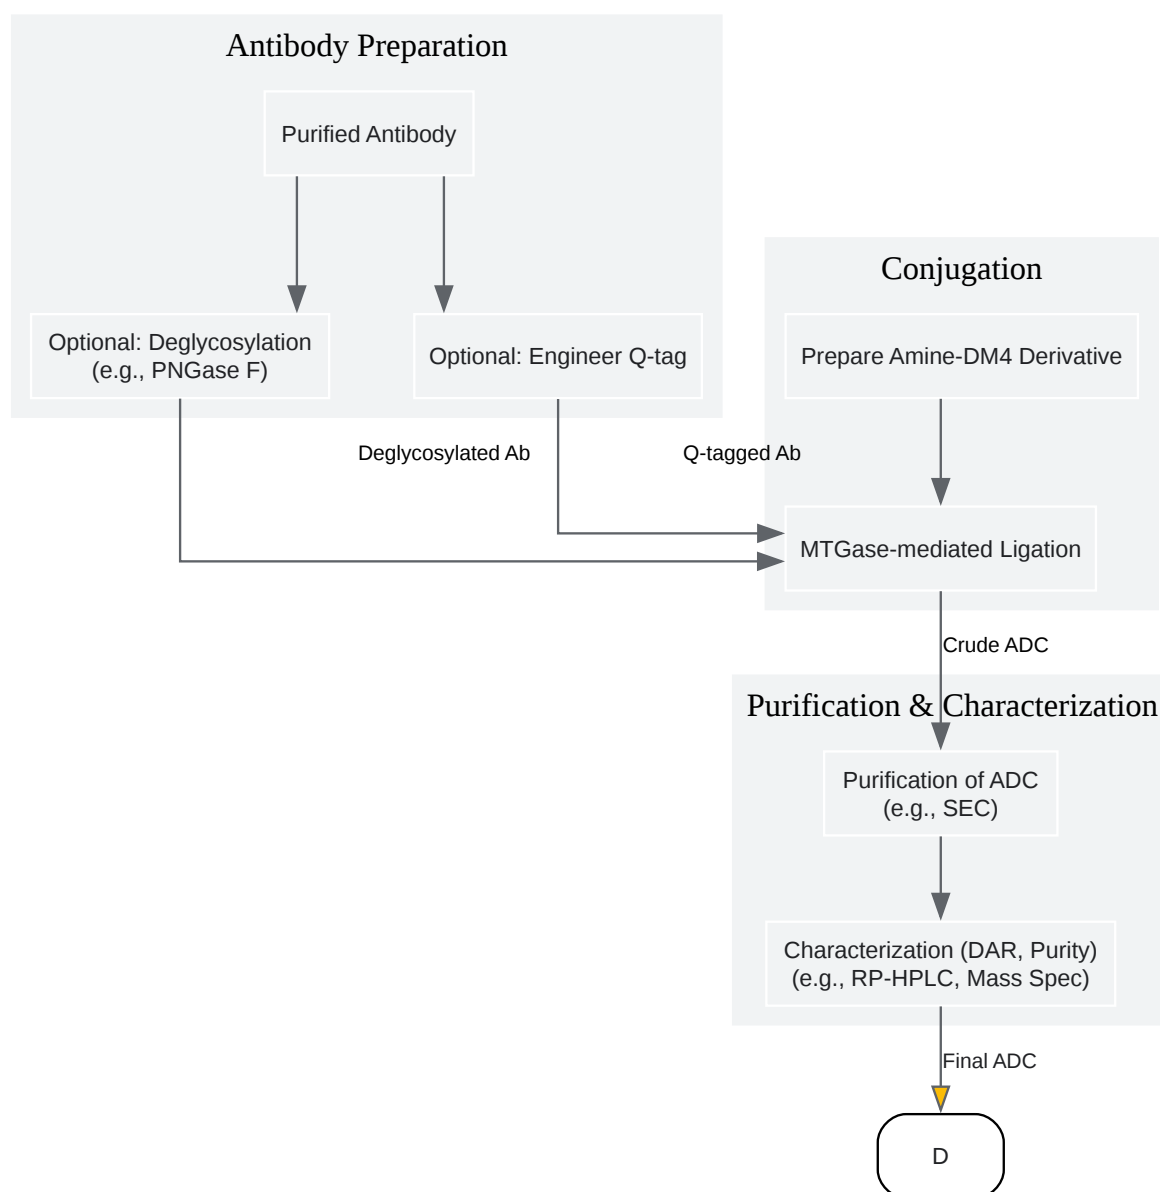 Antibody Preparation
Purified Antibody
Optional: Deglycosylation
(e.g., PNGase F)
Optional: Engineer Q-tag
Conjugation
Prepare Amine-DM4 Derivative
Deglycosylated Ab
Q-tagged Ab
MTGase-mediated Ligation
Crude ADC
Purification & Characterization
Purification of ADC
(e.g., SEC)
Characterization (DAR, Purity)
(e.g., RP-HPLC, Mass Spec)
Final ADC
D